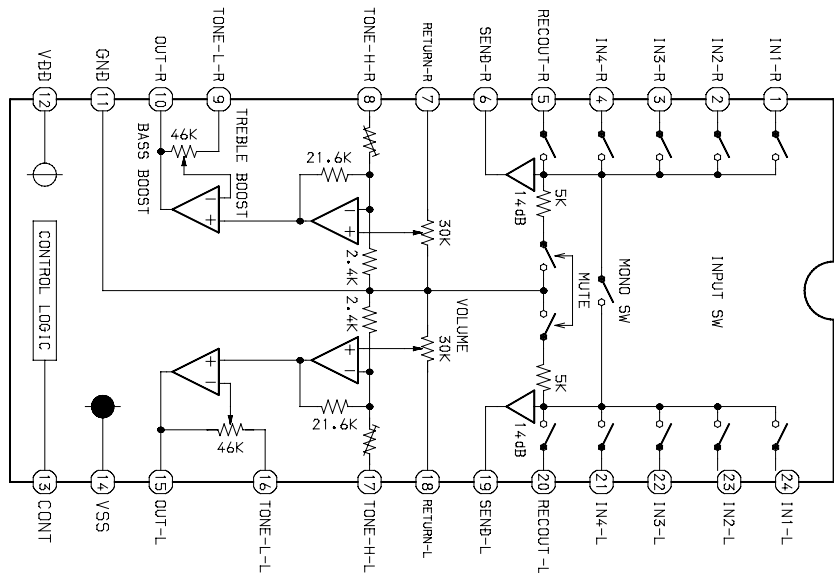 VDD
GND
OUT-R
TONE-L-R
TONE-H-R
RETURN-R
SEND-R
RECOUT-R
IN4-R
IN3-R
IN2-R
IN1-R
12
11
10
9
8
7
6
5
4
3
2
1
46K
TREBLE BOOST
BASS BOOST
21.6K
30K
2.4K
14dB
5K
CONTROL LOGIC
VOLUME
MUTE
MONO SW
INPUT SW
2.4K
30K
5K
14dB
21.6K
46K
13
14
15
16
17
18
19
20
21
22
23
24
CONT
VSS
OUT-L
TONE-L-L
TONE-H-L
RETURN-L
SEND-L
RECOUT-L
IN4-L
IN3-L
IN2-L
IN1-L